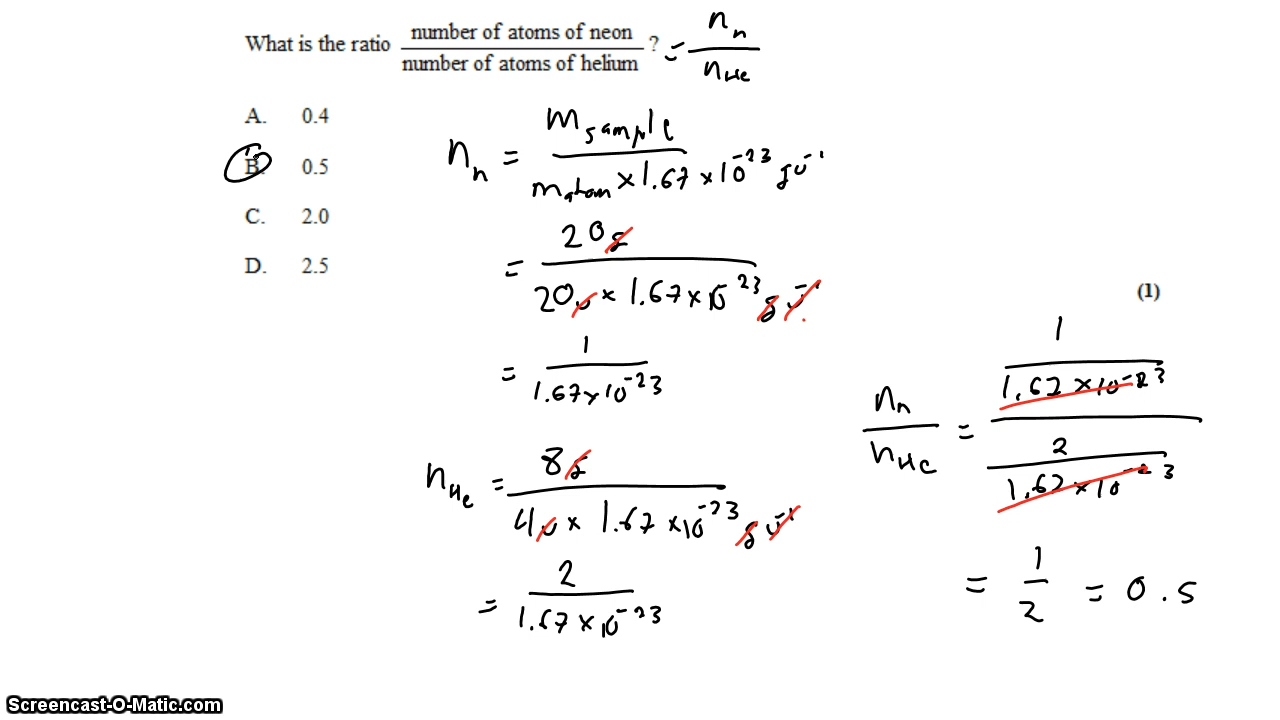 What is the ratio number of atoms of neon / number of atoms of helium ? = n_n / n_He
A. 0.4
B. 0.5
C. 2.0
D. 2.5
n_n = m_sample / m_atom × 1.67 × 10^-23 g u^-1
= 20 g / 20 u × 1.67 × 10^-23 g u^-1
= 1 / 1.67 × 10^-23
n_He = 8 g / 4 u × 1.67 × 10^-23 g u^-1
= 2 / 1.67 × 10^-23
(1)
n_n / n_He = 1 / 1.67 × 10^-23 / 2 / 1.67 × 10^-23
= 1 / 2 = 0.5
Screencast-O-Matic.com